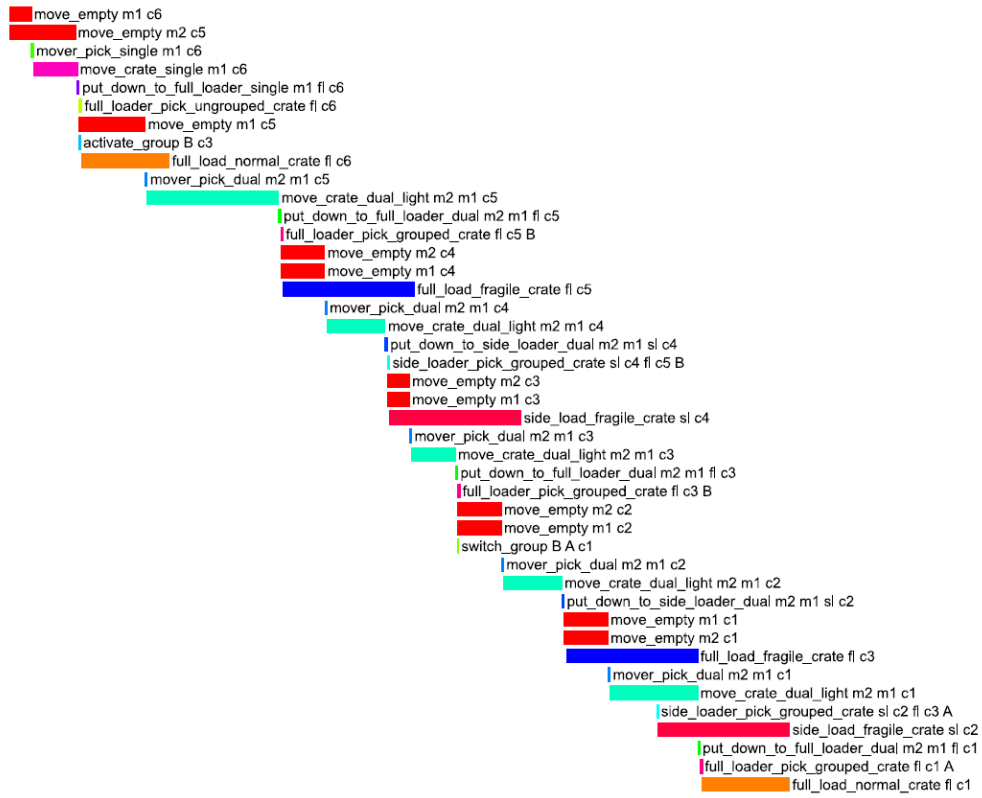 move_empty m1 c6
move_empty m2 c5
mover_pick_single m1 c6
move_crate_single m1 c6
put_down_to_full_loader_single m1 fl c6
full_loader_pick_ungrouped_crate fl c6
move_empty m1 c5
activate_group B c3
full_load_normal_crate fl c6
mover_pick_dual m2 m1 c5
move_crate_dual_light m2 m1 c5
put_down_to_full_loader_dual m2 m1 fl c5
full_loader_pick_grouped_crate fl c5 B
move_empty m2 c4
move_empty m1 c4
full_load_fragile_crate fl c5
mover_pick_dual m2 m1 c4
move_crate_dual_light m2 m1 c4
put_down_to_side_loader_dual m2 m1 sl c4
side_loader_pick_grouped_crate sl c4 fl c5 B
move_empty m2 c3
move_empty m1 c3
side_load_fragile_crate sl c4
mover_pick_dual m2 m1 c3
move_crate_dual_light m2 m1 c3
put_down_to_full_loader_dual m2 m1 fl c3
full_loader_pick_grouped_crate fl c3 B
move_empty m2 c2
move_empty m1 c2
switch_group B A c1
mover_pick_dual m2 m1 c2
move_crate_dual_light m2 m1 c2
put_down_to_side_loader_dual m2 m1 sl c2
move_empty m1 c1
move_empty m2 c1
full_load_fragile_crate fl c3
mover_pick_dual m2 m1 c1
move_crate_dual_light m2 m1 c1
side_loader_pick_grouped_crate sl c2 fl c3 A
side_load_fragile_crate sl c2
put_down_to_full_loader_dual m2 m1 fl c1
full_loader_pick_grouped_crate fl c1 A
full_load_normal_crate fl c1